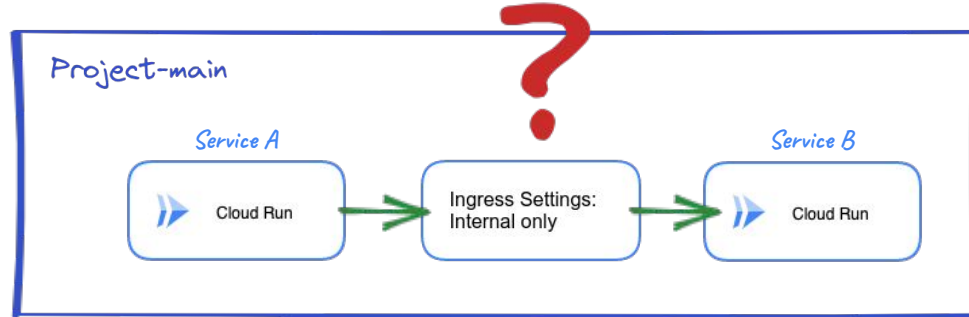 ?
Project-main
Service A
Service B
Cloud Run
Ingress Settings:
Internal only
Cloud Run